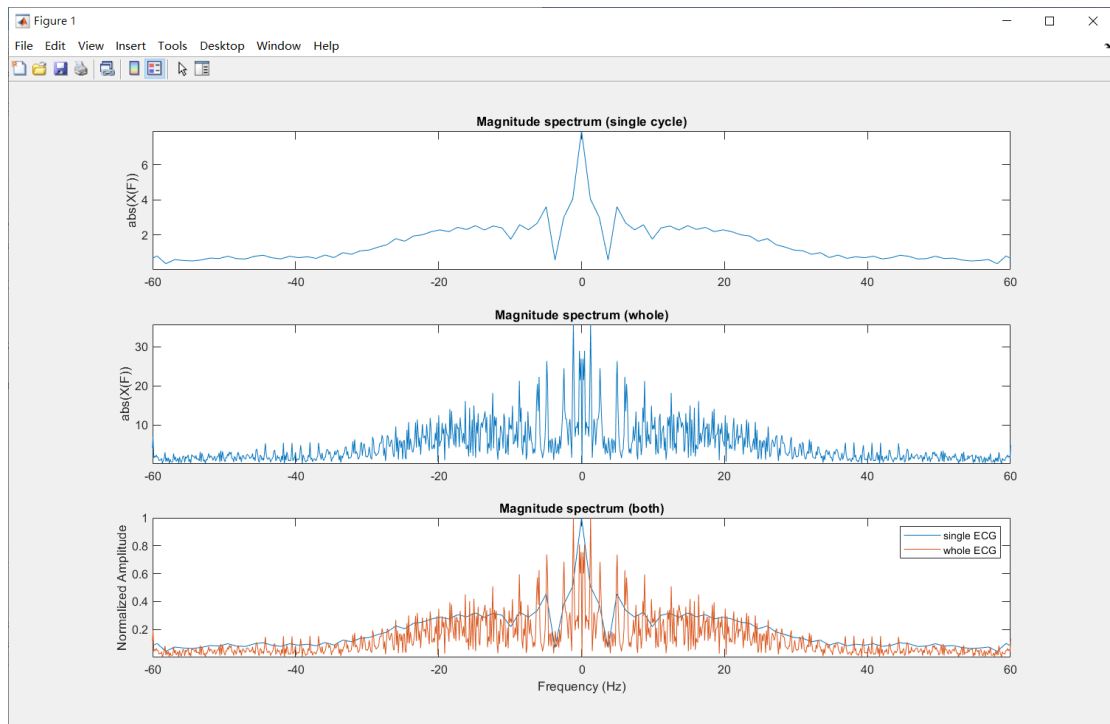 Figure 1
File Edit View Insert Tools Desktop Window Help
Magnitude spectrum (single cycle)
abs(X(F))
6
4
2
-60 -40 -20 0 20 40 60
Magnitude spectrum (whole)
abs(X(F))
30
20
10
-60 -40 -20 0 20 40 60
Magnitude spectrum (both)
Normalized Amplitude
1
0.8
0.6
0.4
0.2
single ECG
whole ECG
-60 -40 -20 0 20 40 60
Frequency (Hz)